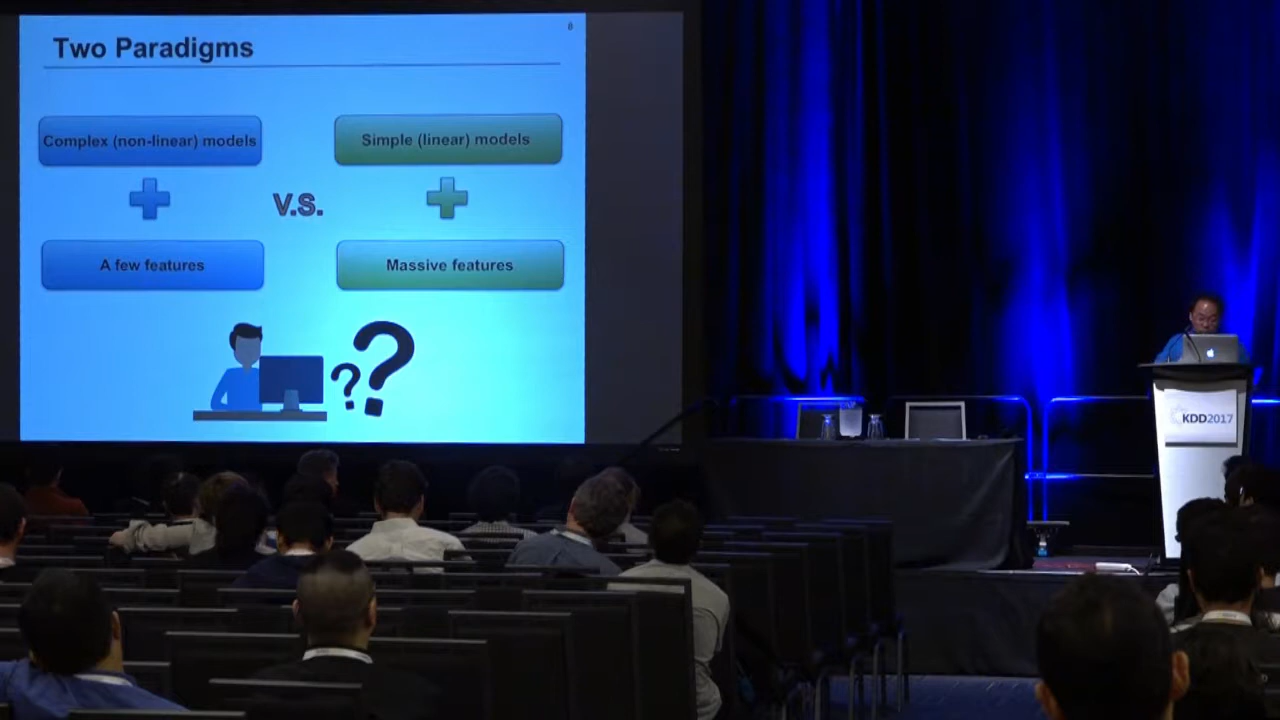 8
Two Paradigms
Complex (non-linear) models
Simple (linear) models
V.S.
A few features
Massive features
??
KDD2017